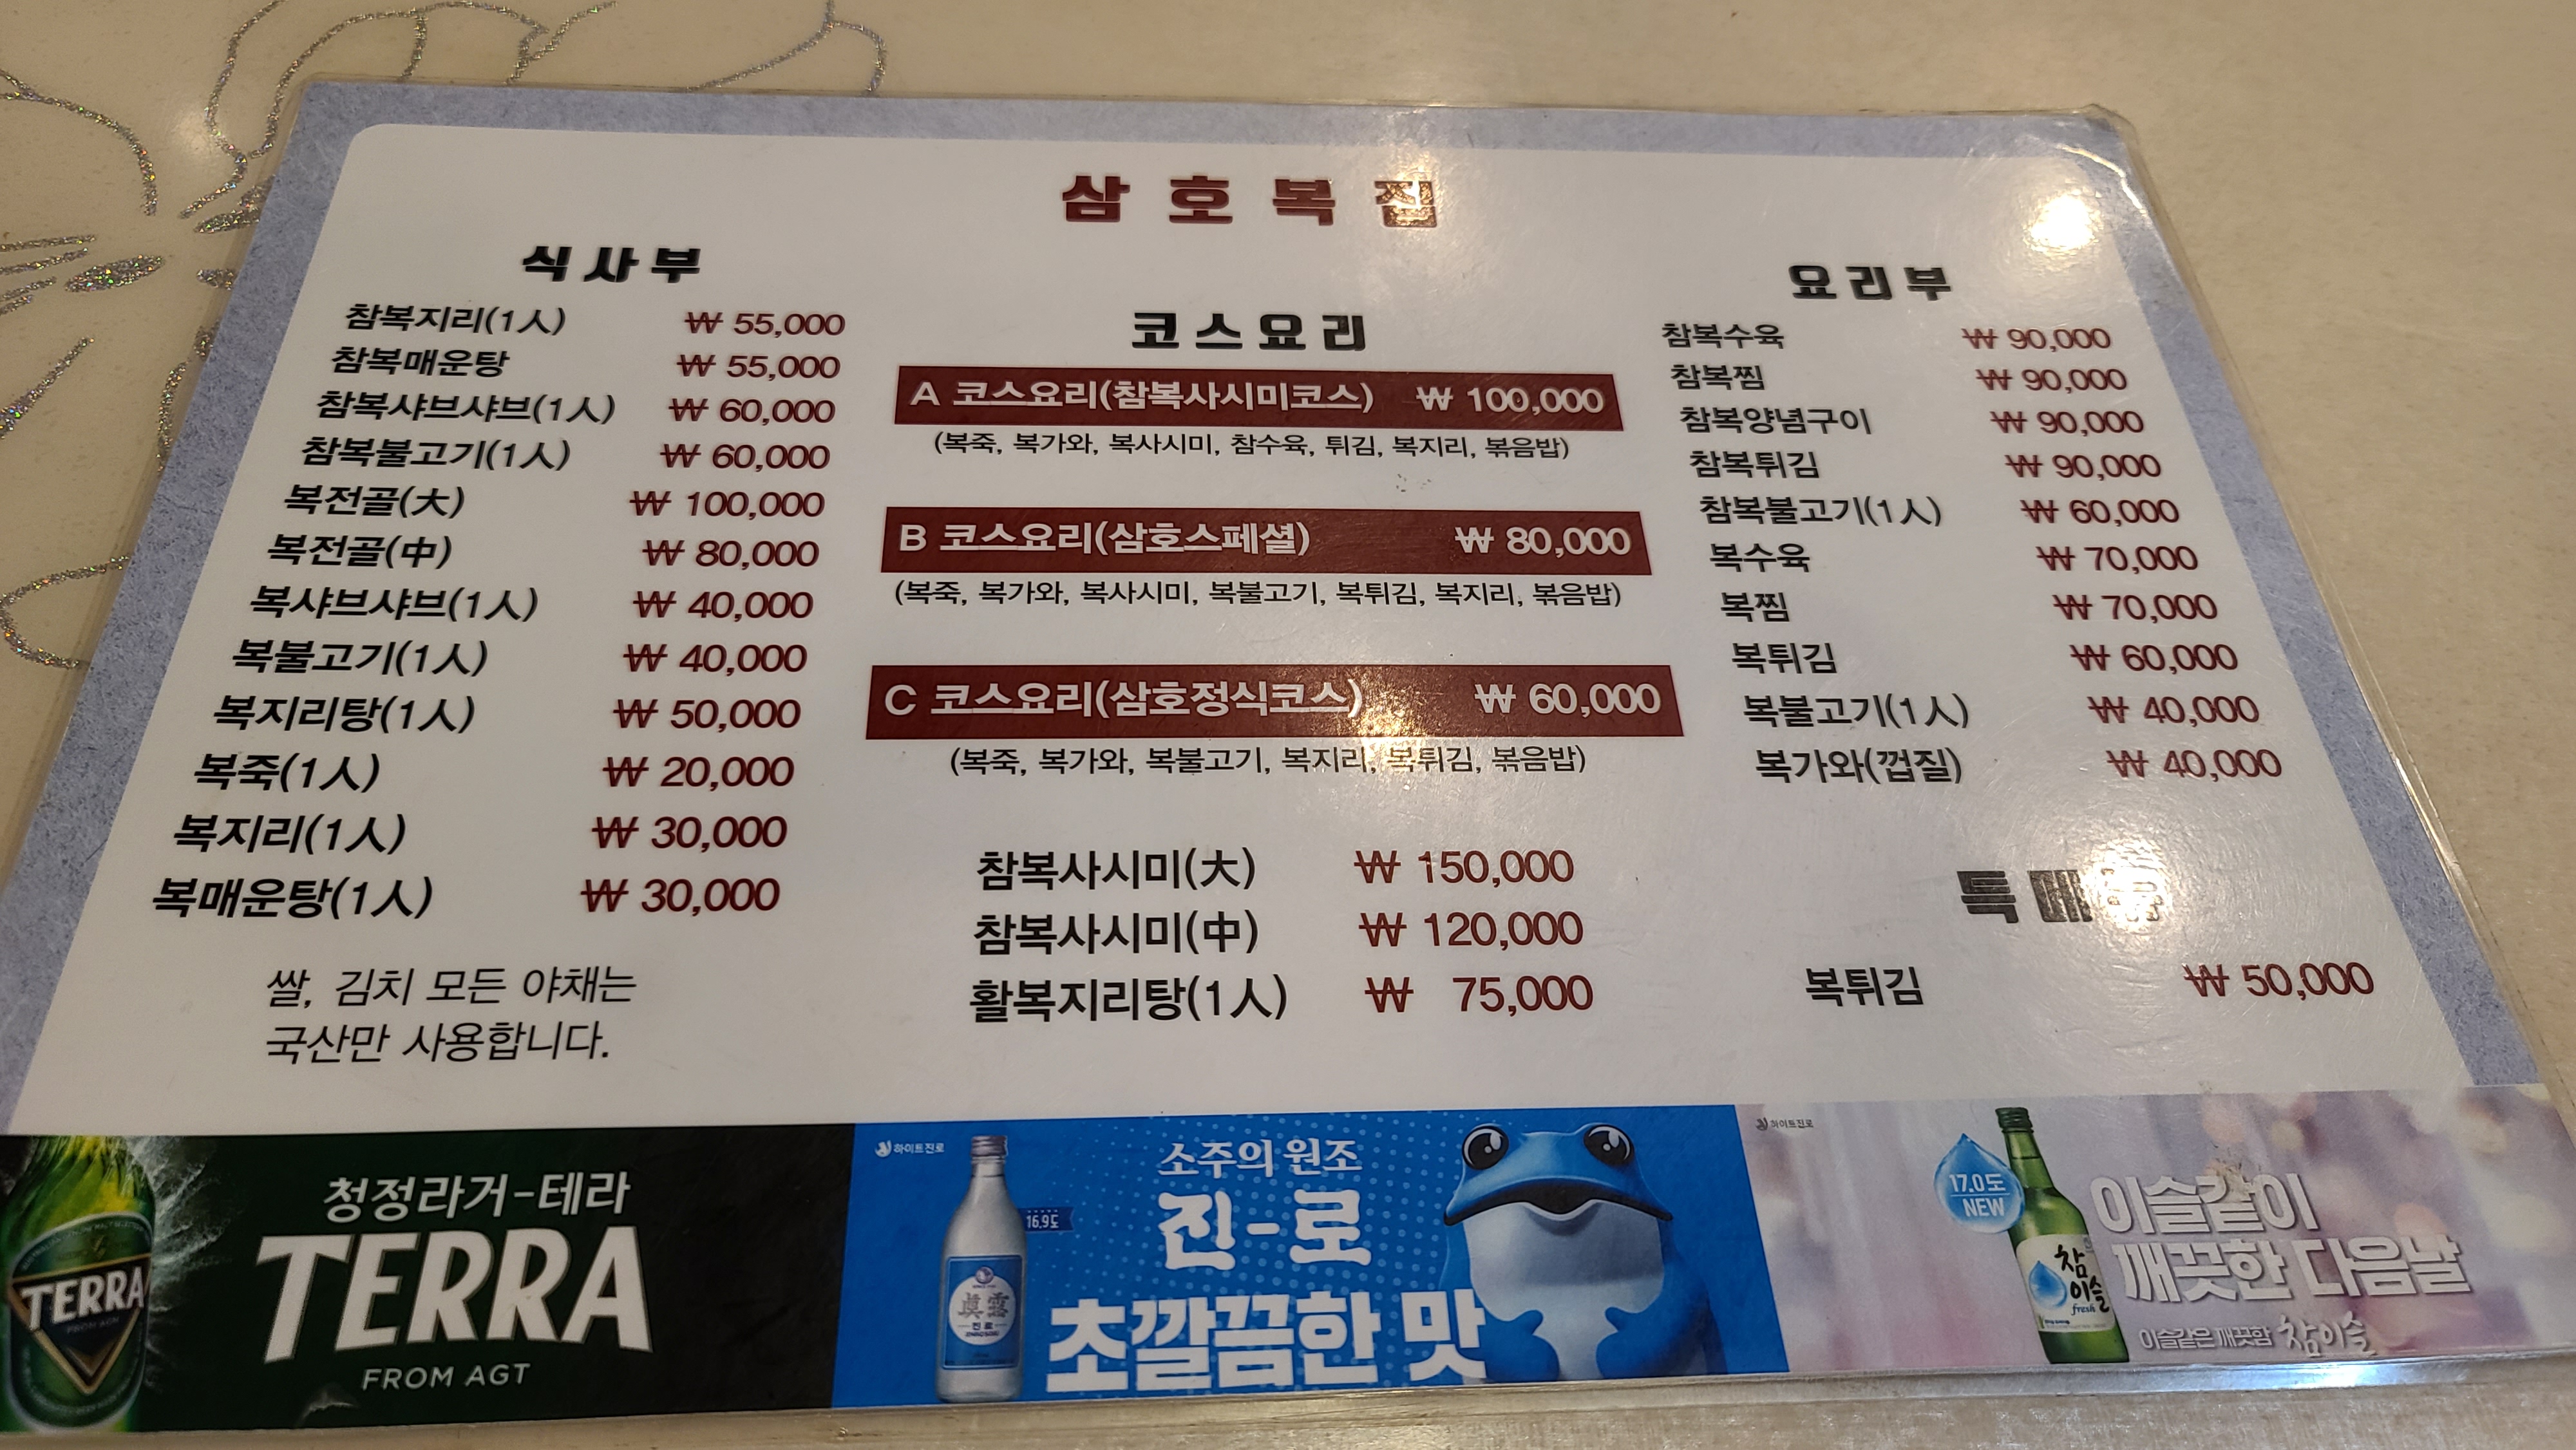 삼호복집
식사부
참복지리(1人) ₩ 55,000
참복매운탕 ₩ 55,000
참복샤브샤브(1人) ₩ 60,000
참복불고기(1人) ₩ 60,000
복전골(大) ₩ 100,000
복전골(中) ₩ 80,000
복샤브샤브(1人) ₩ 40,000
복불고기(1人) ₩ 40,000
복지리탕(1人) ₩ 50,000
복죽(1人) ₩ 20,000
복지리(1人) ₩ 30,000
복매운탕(1人) ₩ 30,000
쌀, 김치 모든 야채는
국산만 사용합니다.
코스요리
A 코스요리(참복사시미코스) ₩ 100,000
(복죽, 복가와, 복사시미, 참수육, 튀김, 복지리, 볶음밥)
B 코스요리(삼호스페셜) ₩ 80,000
(복죽, 복가와, 복사시미, 복불고기, 복튀김, 복지리, 볶음밥)
C 코스요리(삼호정식코스) ₩ 60,000
(복죽, 복가와, 복불고기, 복지리, 복튀김, 볶음밥)
참복사시미(大) ₩ 150,000
참복사시미(中) ₩ 120,000
활복지리탕(1人) ₩ 75,000
요리부
참복수육 ₩ 90,000
참복찜 ₩ 90,000
참복양념구이 ₩ 90,000
참복튀김 ₩ 90,000
참복불고기(1人) ₩ 60,000
복수육 ₩ 70,000
복찜 ₩ 70,000
복튀김 ₩ 60,000
복불고기(1人) ₩ 40,000
복가와(껍질) ₩ 40,000
복튀김 ₩ 50,000
TERRA
FROM AGT
청정라거-테라
TERRA
FROM AGT
하이트진로
16.9도
眞露
진로
소주의 원조
진-로
초깔끔한 맛
하이트진로
17.0도
NEW
참이슬
fresh
이슬같이
깨끗한 다음날
이슬같은 깨끗함 참이슬